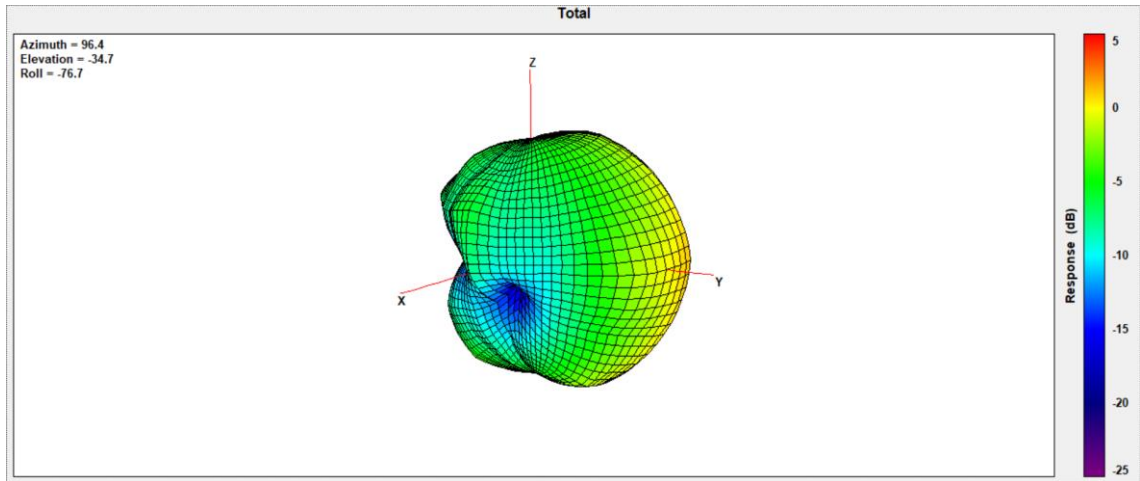 Total
Azimuth = 96.4
Elevation = -34.7
Roll = -76.7
Z
Y
X
5
0
-5
-10
-15
-20
-25
Response (dB)